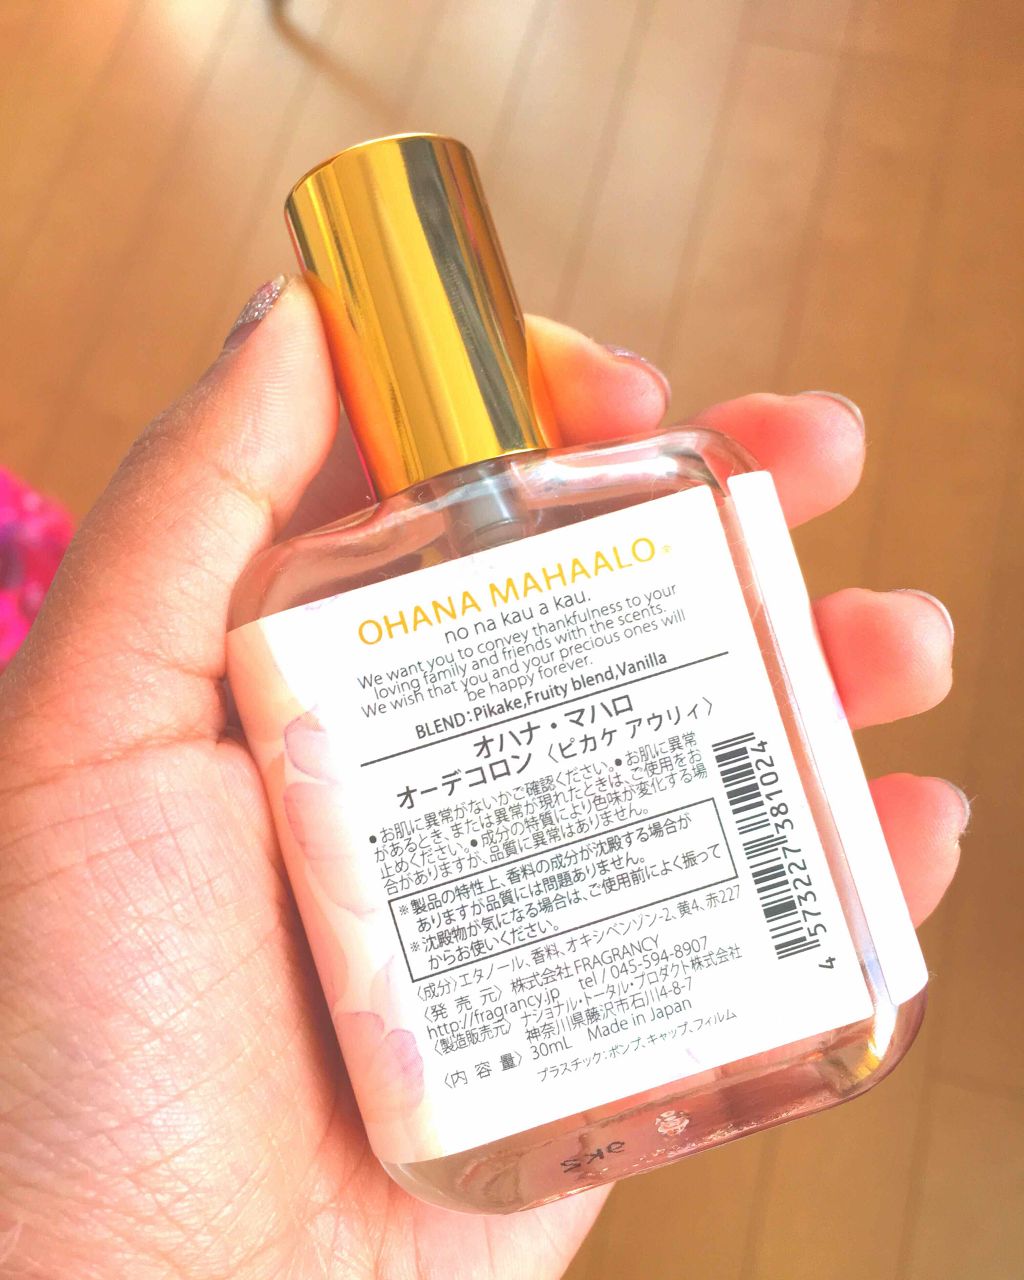 OHANA MAHAALO
no na kau a kau.
We want you to convey thankfulness to your
loving family and friends with the scents.
We wish that you and your precious ones will
be happy forever.
BLEND:Pikake,Fruity blend,Vanilla
オハナ・マハロ
オーデコロン〈ピカケ アウリィ〉
●お肌に異常がないかご確認ください。●お肌に異常
があるとき、または異常が現れたときは、ご使用をお
止めください。●成分の特質により色味が変化する場
合がありますが、品質に異常はありません。
※製品の特性上、香料の成分が沈殿する場合が
ありますが品質には問題ありません。
※沈殿物が気になる場合は、ご使用前によく振って
からお使いください。
〈成分〉エタノール、香料、オキシベンゾン-2、黄4、赤227
〈発 売 元〉 株式会社 FRAGRANCY
http://fragrancy.jp tel / 045-594-8907
〈製造販売元〉 ナショナル・トータル・プロダクト株式会社
神奈川県藤沢市石川4-8-7
〈内 容 量〉 30mL Made in Japan
プラスチック:ポンプ、キャップ、フィルム
4 573227 381024